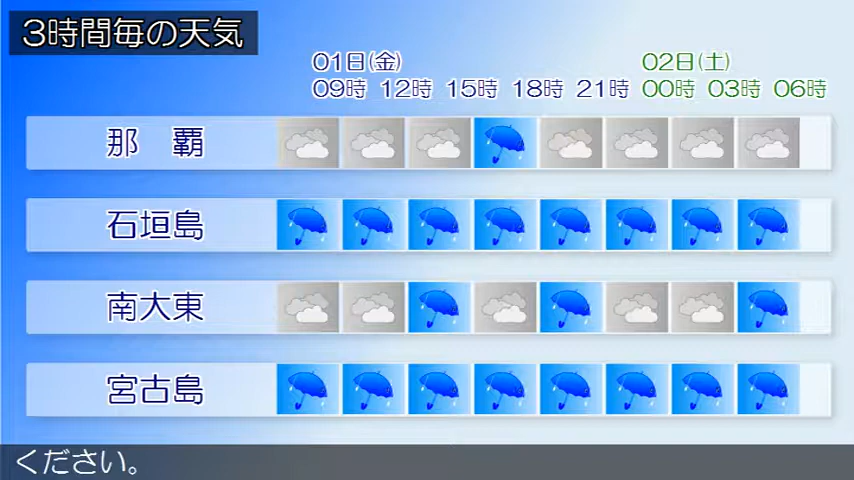 3時間毎の天気
01日(金) 02日(土)
09時 12時 15時 18時 21時 00時 03時 06時
那 覇
石垣島
南大東
宮古島
ください。